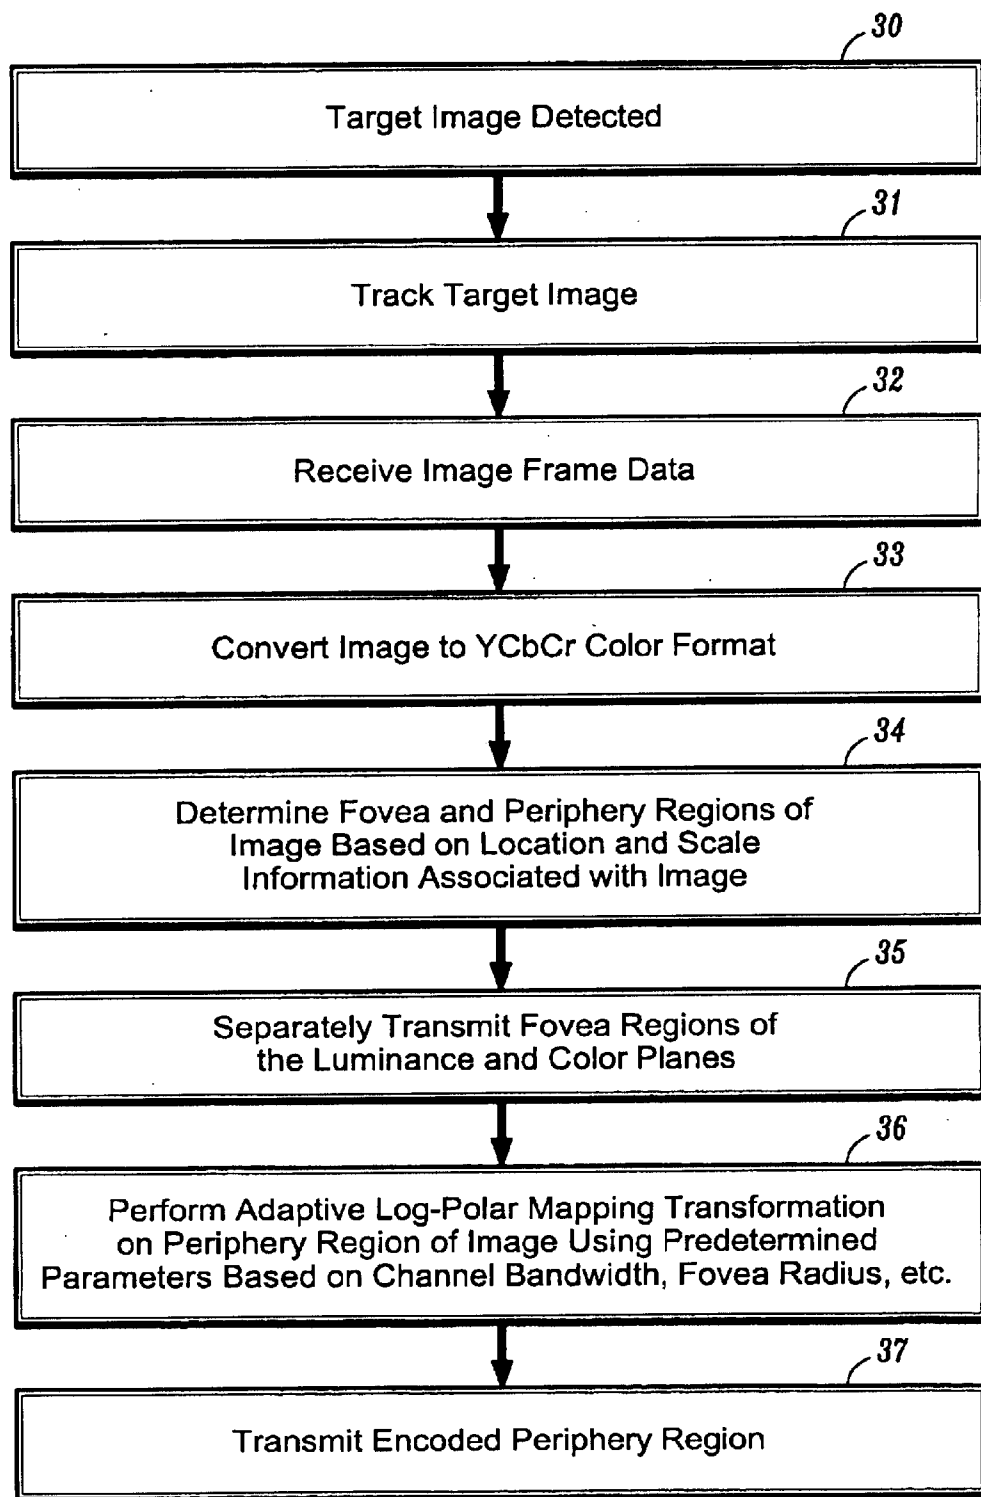 30
Target Image Detected
31
Track Target Image
32
Receive Image Frame Data
33
Convert Image to YCbCr Color Format
34
Determine Fovea and Periphery Regions of
Image Based on Location and Scale
Information Associated with Image
35
Separately Transmit Fovea Regions of
the Luminance and Color Planes
36
Perform Adaptive Log-Polar Mapping Transformation
on Periphery Region of Image Using Predetermined
Parameters Based on Channel Bandwidth, Fovea Radius, etc.
37
Transmit Encoded Periphery Region